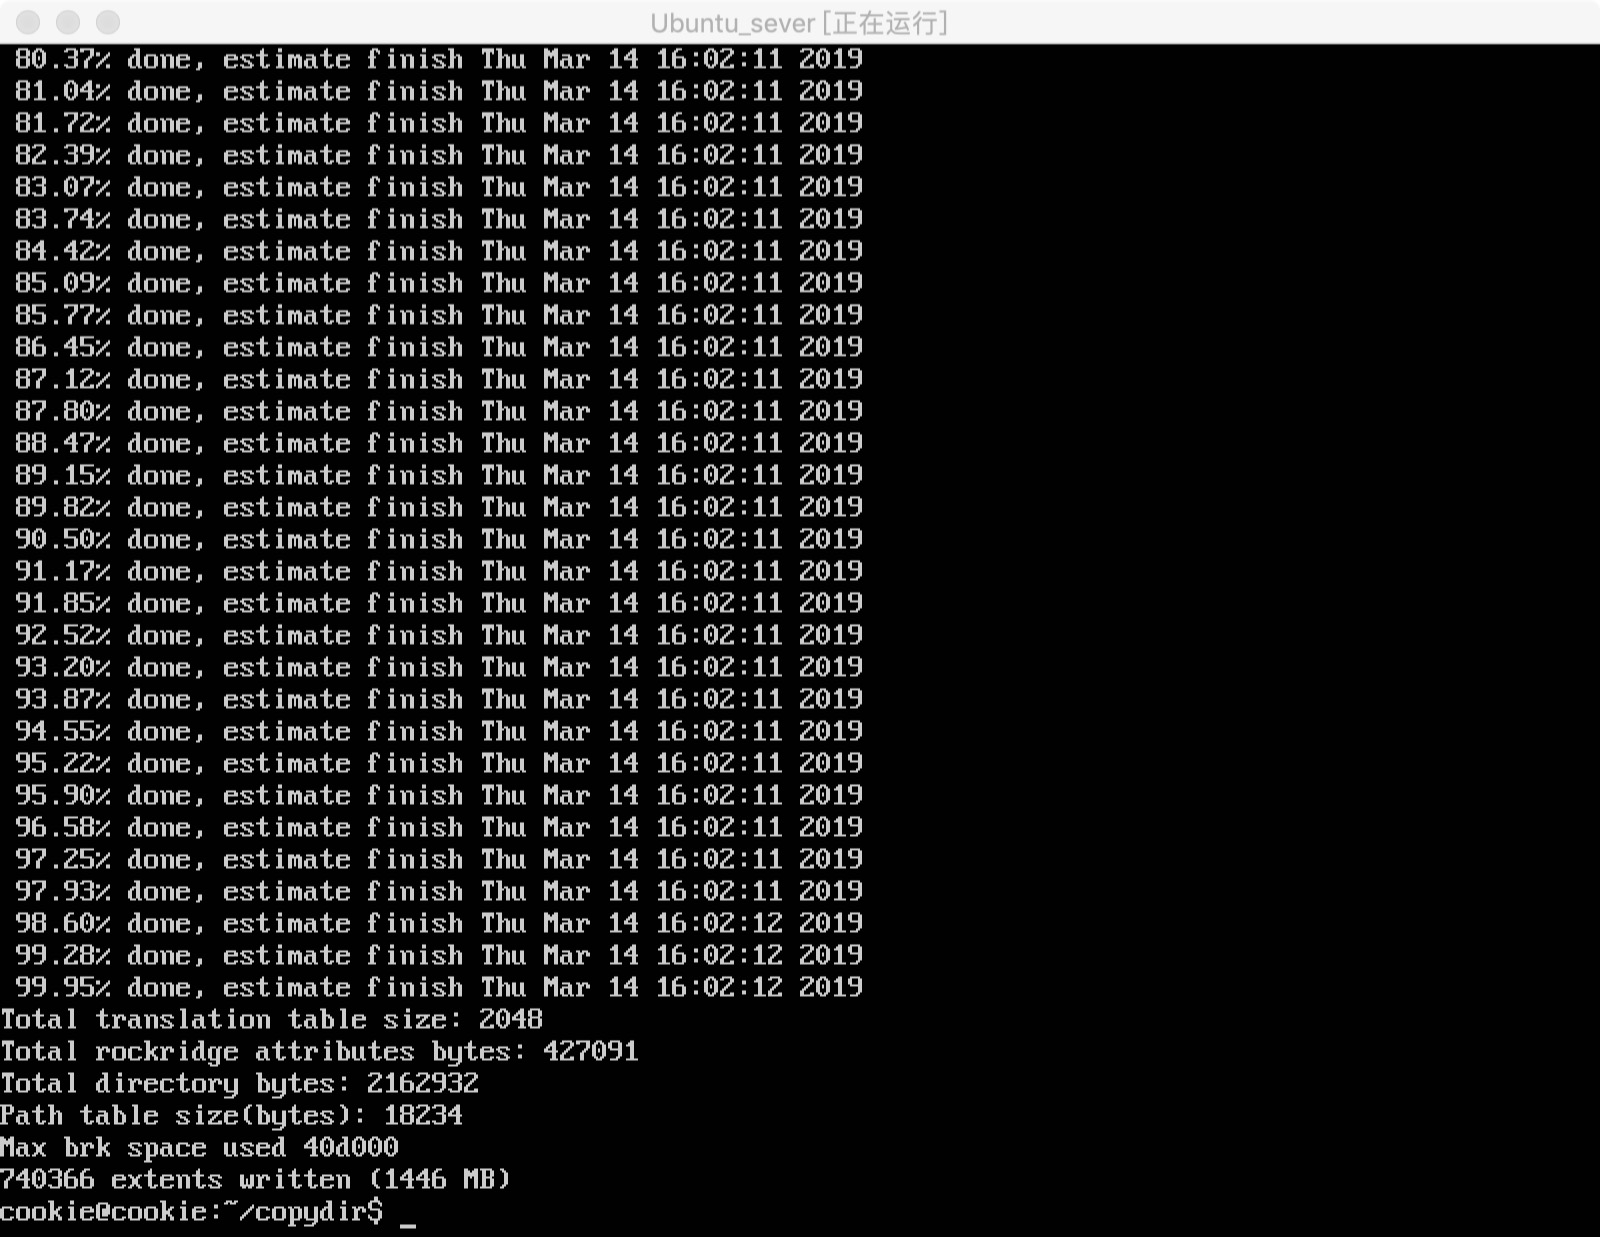 Ubuntu_sever [正在运行]
80.37% done, estimate finish Thu Mar 14 16:02:11 2019
81.04% done, estimate finish Thu Mar 14 16:02:11 2019
81.72% done, estimate finish Thu Mar 14 16:02:11 2019
82.39% done, estimate finish Thu Mar 14 16:02:11 2019
83.07% done, estimate finish Thu Mar 14 16:02:11 2019
83.74% done, estimate finish Thu Mar 14 16:02:11 2019
84.42% done, estimate finish Thu Mar 14 16:02:11 2019
85.09% done, estimate finish Thu Mar 14 16:02:11 2019
85.77% done, estimate finish Thu Mar 14 16:02:11 2019
86.45% done, estimate finish Thu Mar 14 16:02:11 2019
87.12% done, estimate finish Thu Mar 14 16:02:11 2019
87.80% done, estimate finish Thu Mar 14 16:02:11 2019
88.47% done, estimate finish Thu Mar 14 16:02:11 2019
89.15% done, estimate finish Thu Mar 14 16:02:11 2019
89.82% done, estimate finish Thu Mar 14 16:02:11 2019
90.50% done, estimate finish Thu Mar 14 16:02:11 2019
91.17% done, estimate finish Thu Mar 14 16:02:11 2019
91.85% done, estimate finish Thu Mar 14 16:02:11 2019
92.52% done, estimate finish Thu Mar 14 16:02:11 2019
93.20% done, estimate finish Thu Mar 14 16:02:11 2019
93.87% done, estimate finish Thu Mar 14 16:02:11 2019
94.55% done, estimate finish Thu Mar 14 16:02:11 2019
95.22% done, estimate finish Thu Mar 14 16:02:11 2019
95.90% done, estimate finish Thu Mar 14 16:02:11 2019
96.58% done, estimate finish Thu Mar 14 16:02:11 2019
97.25% done, estimate finish Thu Mar 14 16:02:11 2019
97.93% done, estimate finish Thu Mar 14 16:02:11 2019
98.60% done, estimate finish Thu Mar 14 16:02:12 2019
99.28% done, estimate finish Thu Mar 14 16:02:12 2019
99.95% done, estimate finish Thu Mar 14 16:02:12 2019
Total translation table size: 2048
Total rockridge attributes bytes: 427091
Total directory bytes: 2162932
Path table size(bytes): 18234
Max brk space used 40d000
740366 extents written (1446 MB)
cookie@cookie:~/copydir$ _